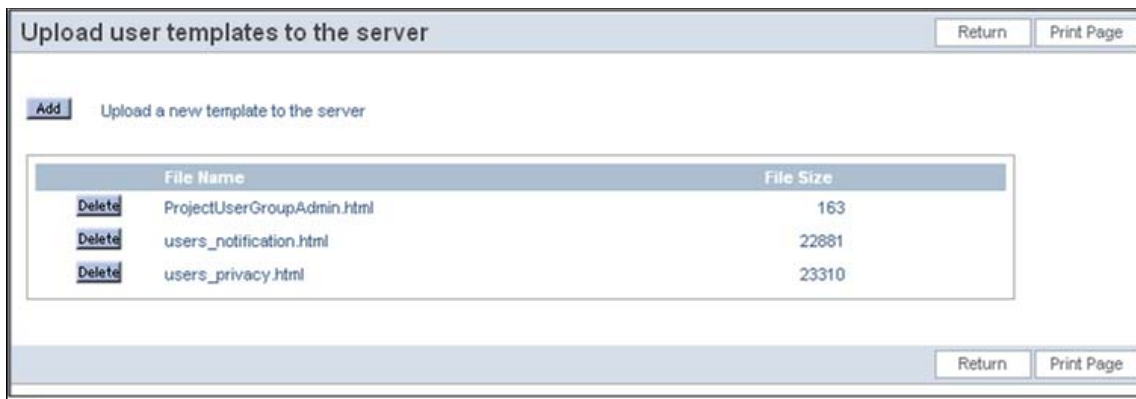 Upload user templates to the server Return Print Page
Add Upload a new template to the server
File Name File Size
Delete ProjectUserGroupAdmin.html 163
Delete users_notification.html 22881
Delete users_privacy.html 23310
Return Print Page